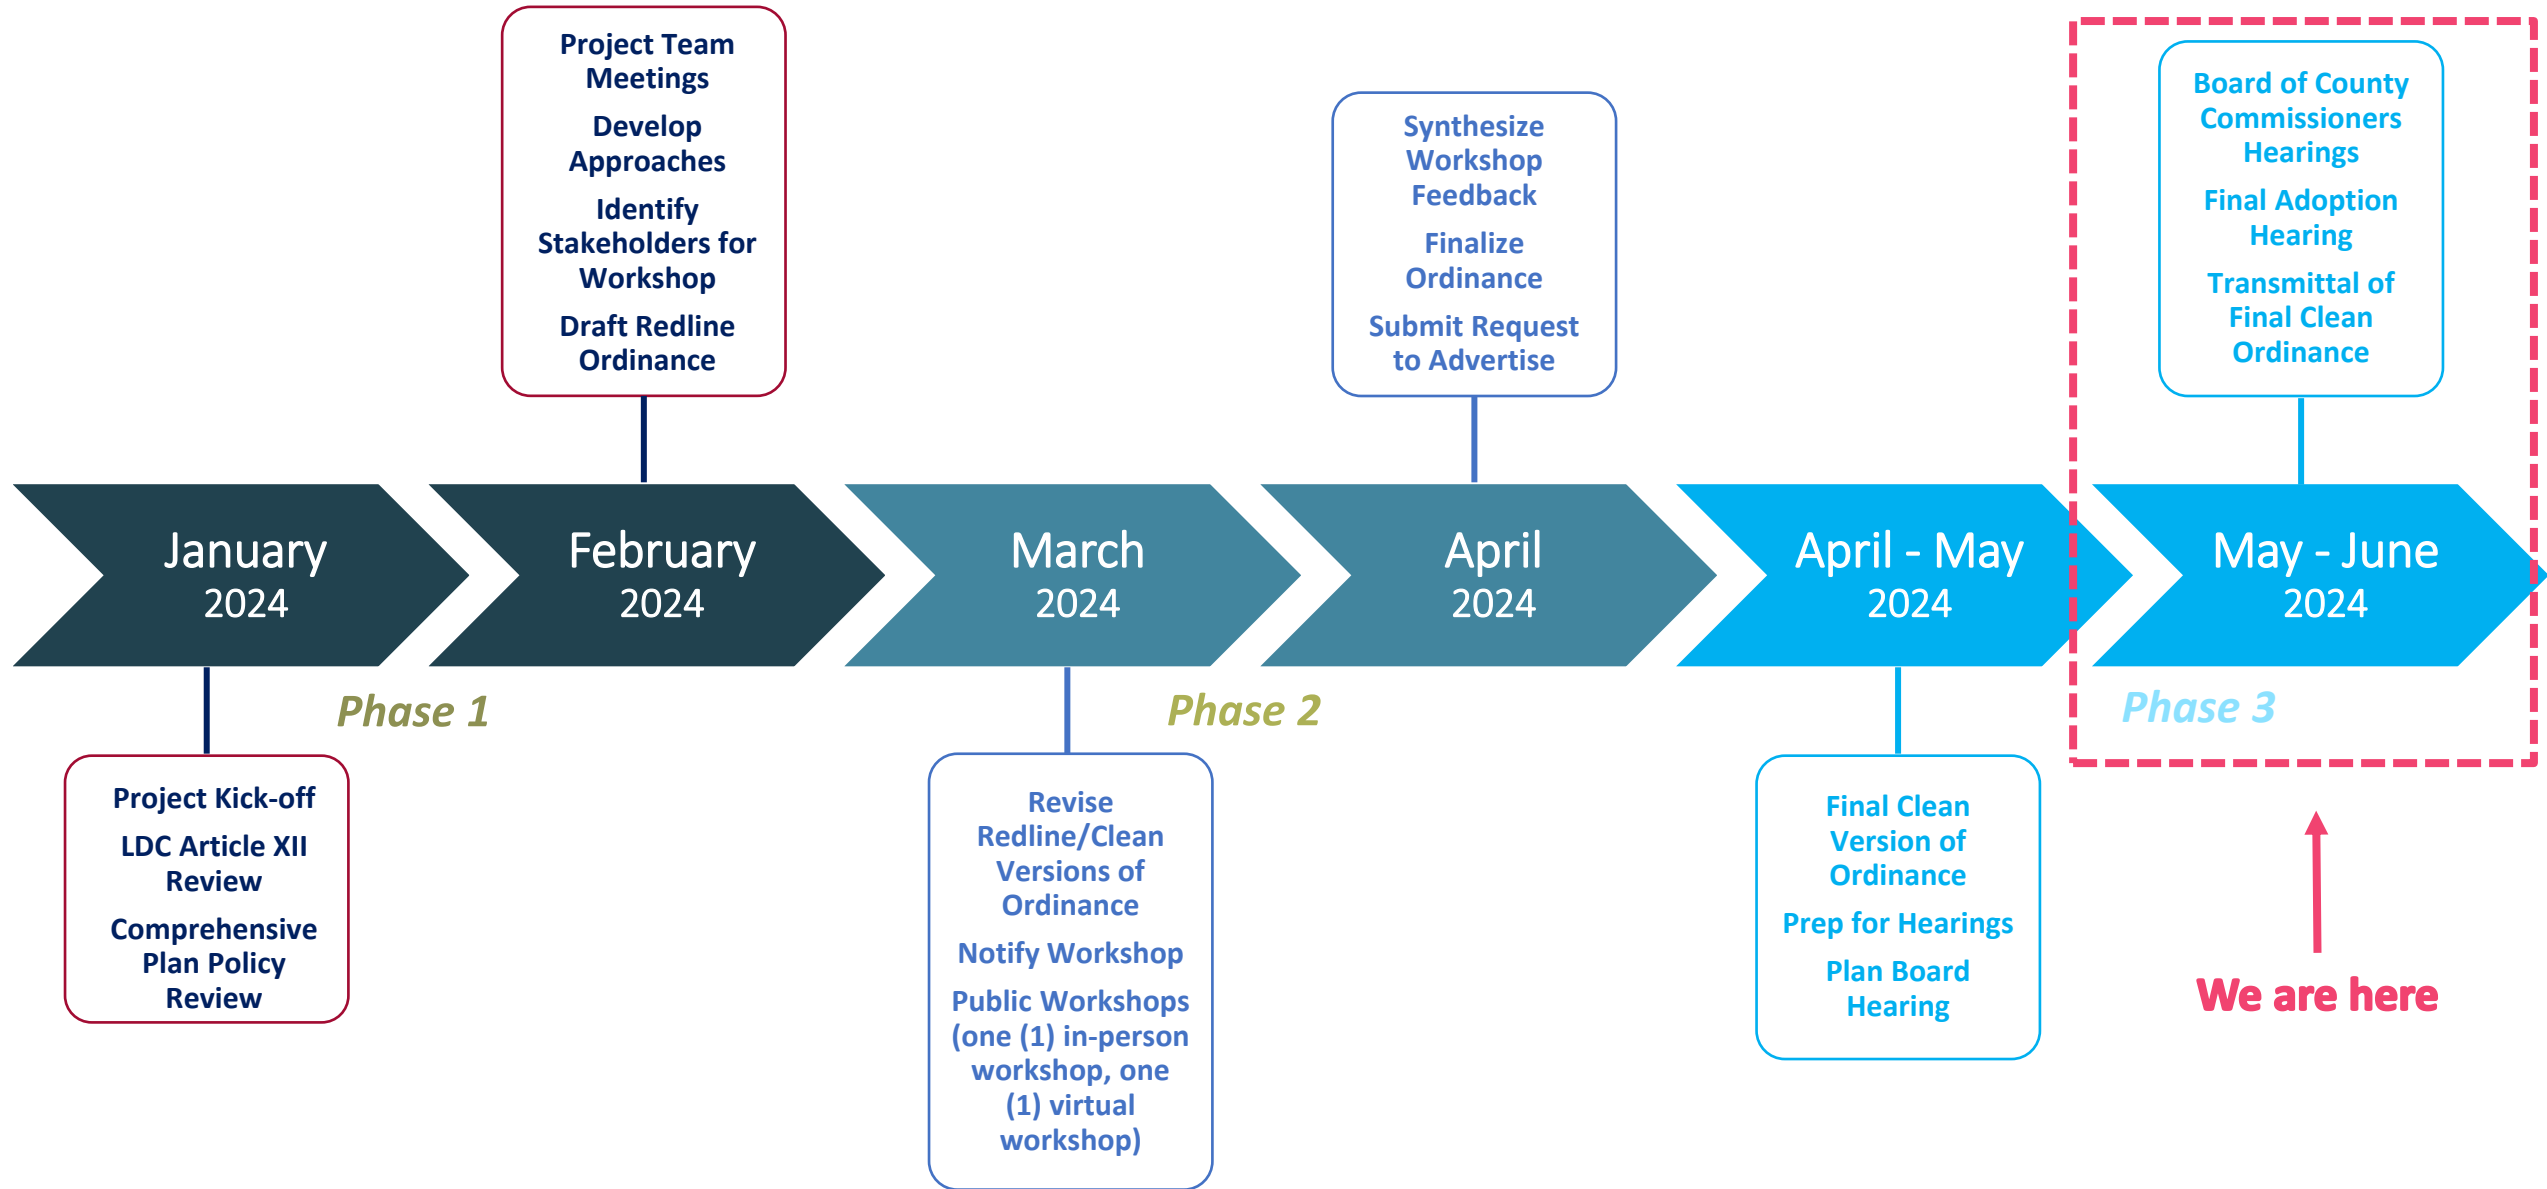 Project Team
Meetings
Develop
Approaches
Identify
Stakeholders for
Workshop
Draft Redline
Ordinance
Synthesize
Workshop
Feedback
Finalize
Ordinance
Submit Request
to Advertise
Board of County
Commissioners
Hearings
Final Adoption
Hearing
Transmittal of
Final Clean
Ordinance
January
2024
February
2024
March
2024
April
2024
April - May
2024
May - June
2024
Phase 1
Phase 2
Phase 3
Project Kick-off
LDC Article XII
Review
Comprehensive
Plan Policy
Review
Revise
Redline/Clean
Versions of
Ordinance
Notify Workshop
Public Workshops
(one (1) in-person
workshop, one
(1) virtual
workshop)
Final Clean
Version of
Ordinance
Prep for Hearings
Plan Board
Hearing
We are here